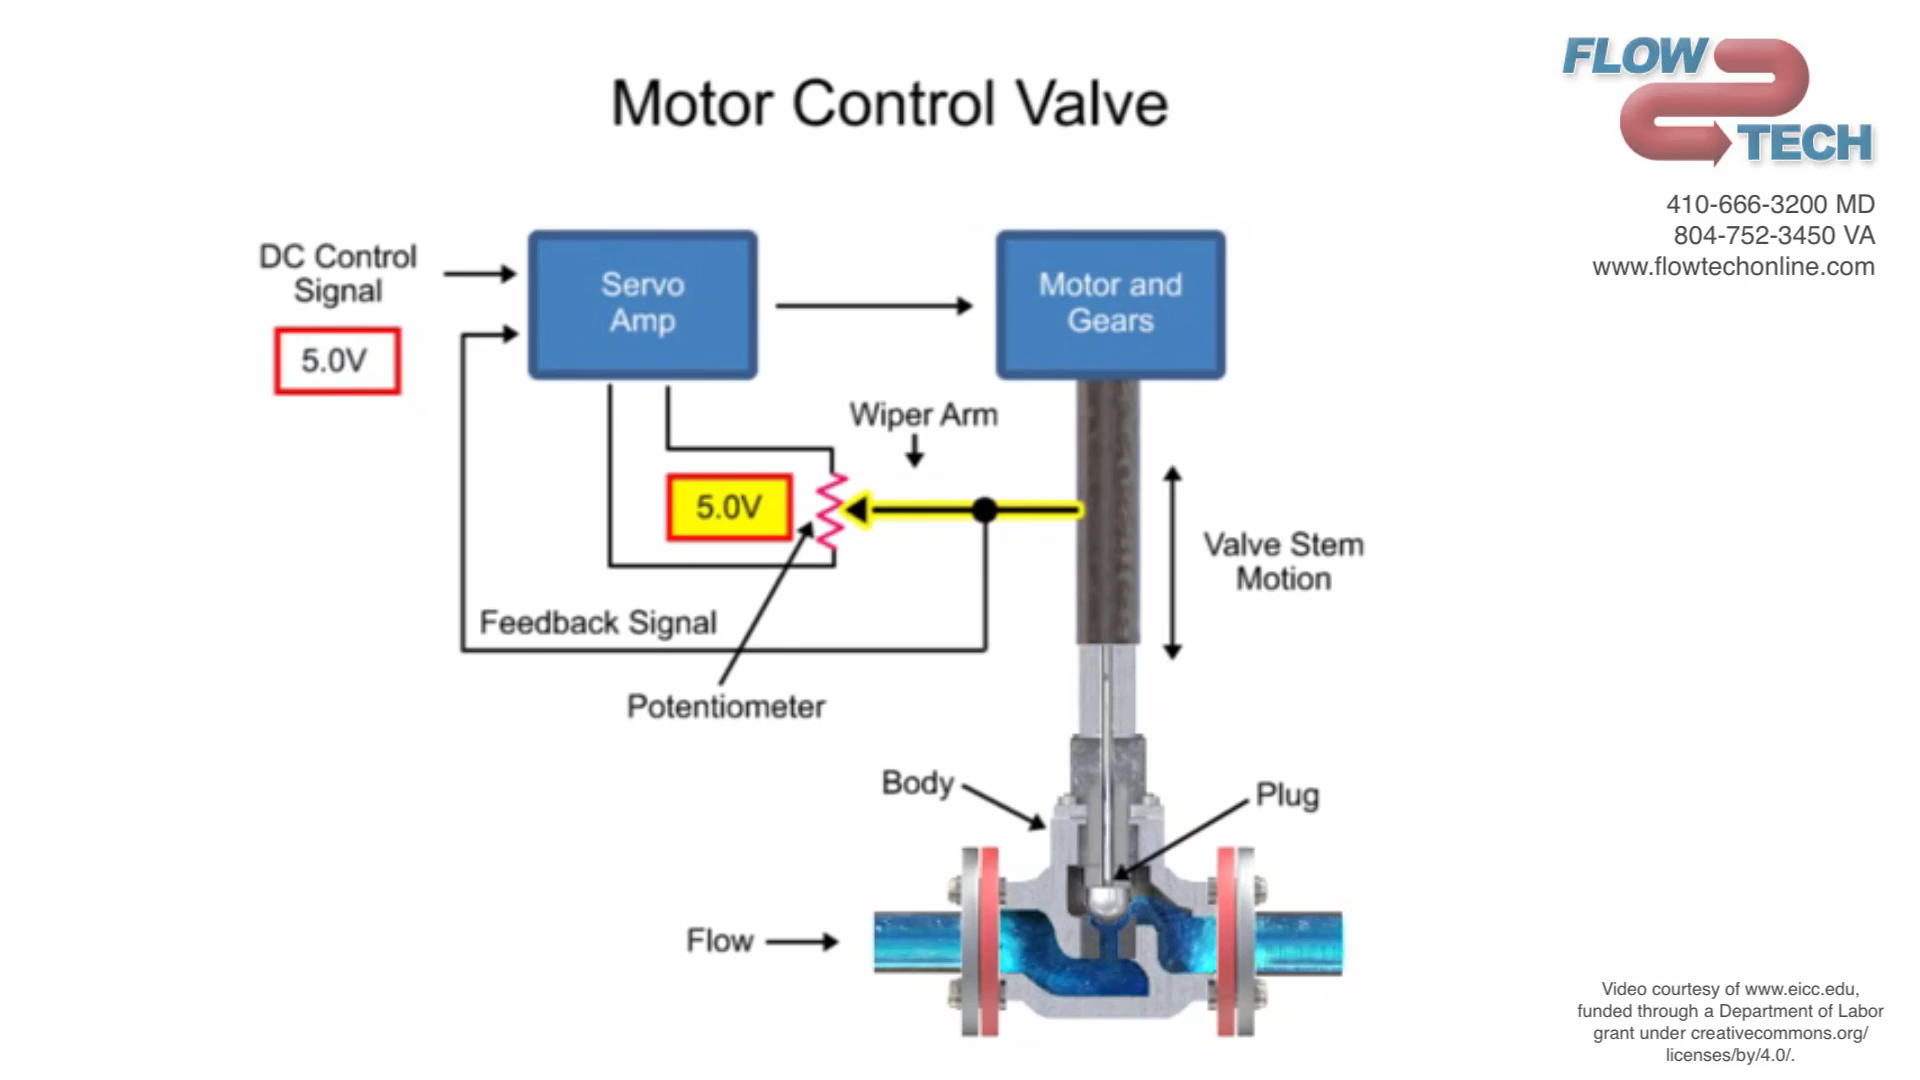 Motor Control Valve
FLOW
TECH
410-666-3200 MD
804-752-3450 VA
www.flowtechonline.com
DC Control
Signal
5.0V
Servo
Amp
Motor and
Gears
Wiper Arm
5.0V
Valve Stem
Motion
Feedback Signal
Potentiometer
Body
Plug
Flow
Video courtesy of www.eicc.edu,
funded through a Department of Labor
grant under creativecommons.org/
licenses/by/4.0/.